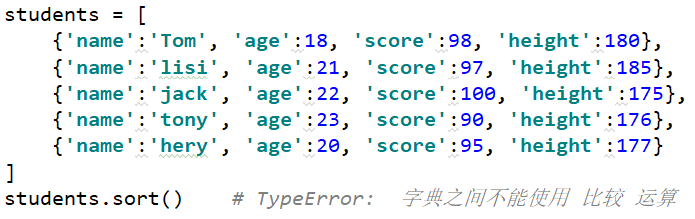 students = [
    {'name':'Tom', 'age':18, 'score':98, 'height':180},
    {'name':'lisi', 'age':21, 'score':97, 'height':185},
    {'name':'jack', 'age':22, 'score':100, 'height':175},
    {'name':'tony', 'age':23, 'score':90, 'height':176},
    {'name':'hery', 'age':20, 'score':95, 'height':177}
]
students.sort()    # TypeError:  字典之间不能使用 比较 运算